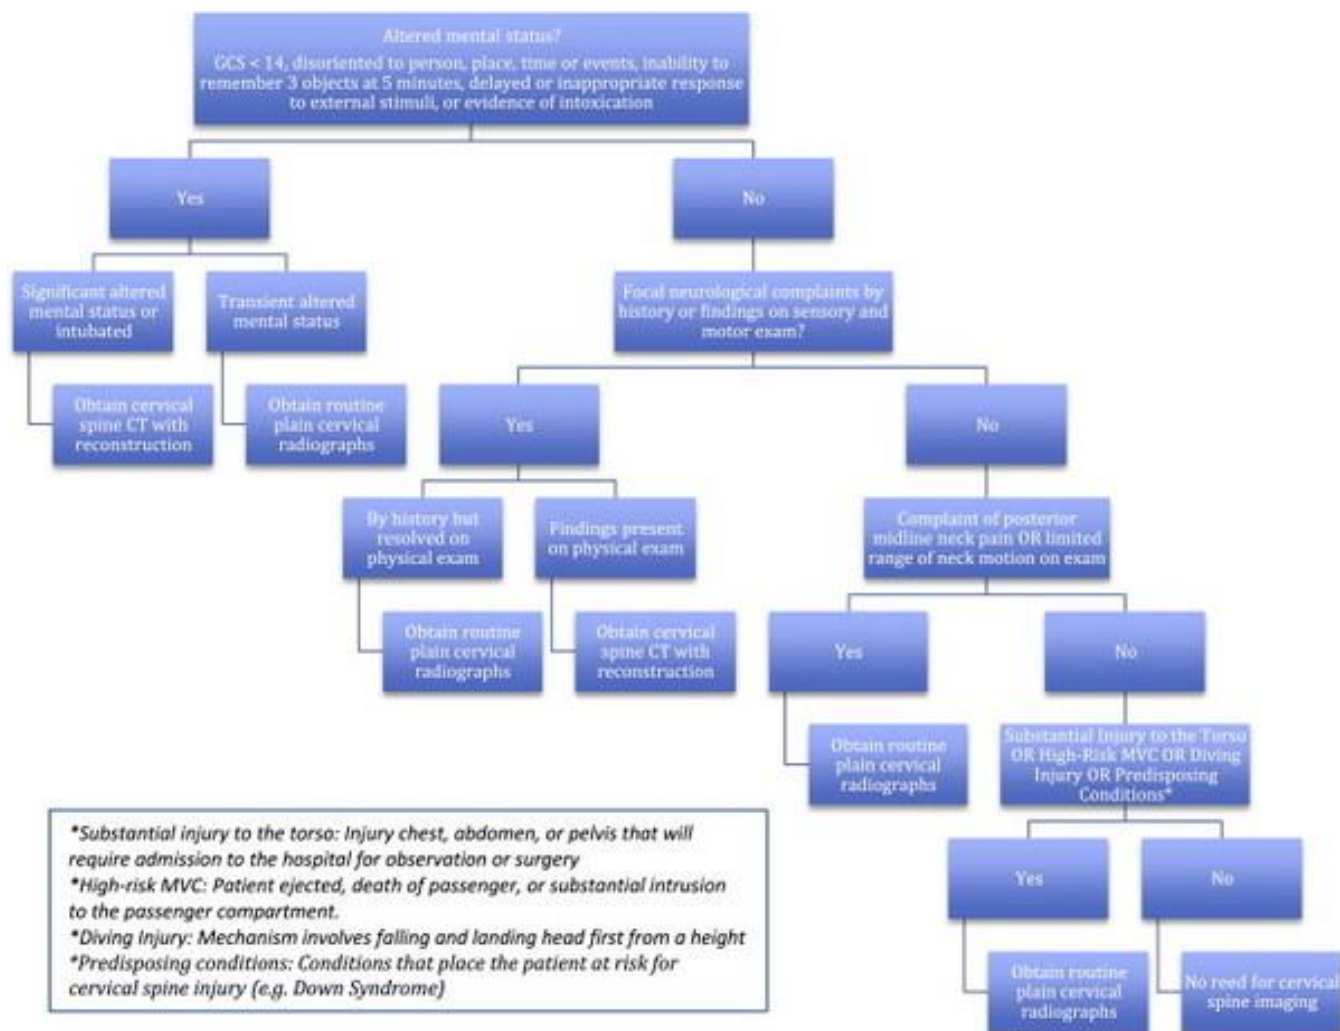 Altered mental status?
GCS < 14, disoriented to person, place, time or events, inability to
remember 3 objects at 5 minutes, delayed or inappropriate response
to external stimuli, or evidence of intoxication
Yes
No
Significant altered
mental status or
intubated
Transient altered
mental status
Focal neurological complaints by
history or findings on sensory and
motor exam?
Obtain cervical
spine CT with
reconstruction
Obtain routine
plain cervical
radiographs
Yes
No
By history but
resolved on
physical exam
Findings present
on physical exam
Complaint of posterior
midline neck pain OR limited
range of neck motion on exam
Obtain routine
plain cervical
radiographs
Obtain cervical
spine CT with
reconstruction
Yes
No
Obtain routine
plain cervical
radiographs
Substantial Injury to the Torso
OR High-Risk MVC OR Diving
Injury OR Predisposing
Conditions*
Yes
No
Obtain routine
plain cervical
radiographs
No need for cervical
spine imaging
*Substantial injury to the torso: Injury chest, abdomen, or pelvis that will
require admission to the hospital for observation or surgery
*High-risk MVC: Patient ejected, death of passenger, or substantial intrusion
to the passenger compartment.
*Diving Injury: Mechanism involves falling and landing head first from a height
*Predisposing conditions: Conditions that place the patient at risk for
cervical spine injury (e.g. Down Syndrome)